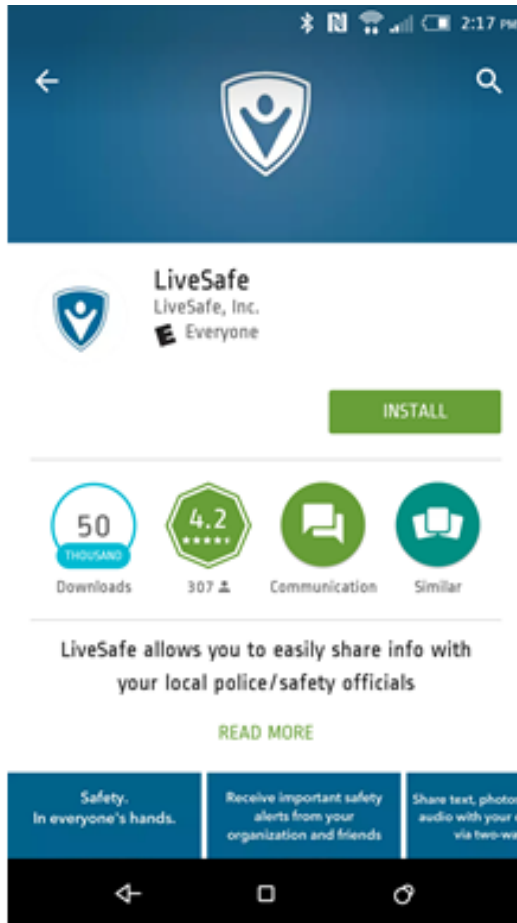 2:17 PM
LiveSafe
LiveSafe, Inc.
E Everyone
INSTALL
50
THOUSAND
Downloads
4.2
307
Communication
Similar
LiveSafe allows you to easily share info with
your local police/safety officials
READ MORE
Safety.
In everyone's hands.
Receive important safety
alerts from your
organization and friends
Share text, photo
audio with your
via two-wa